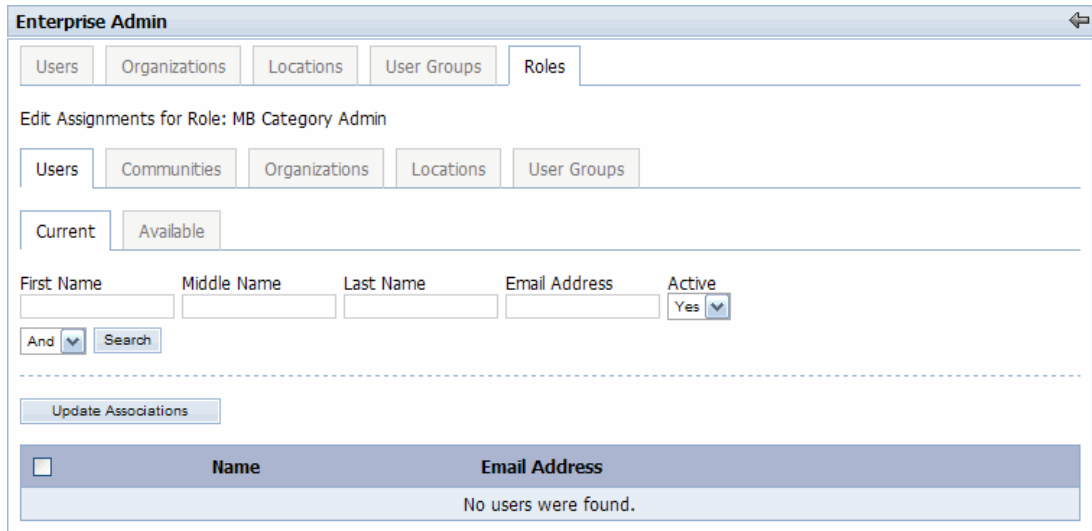 Enterprise Admin
Users Organizations Locations User Groups Roles
Edit Assignments for Role: MB Category Admin
Users Communities Organizations Locations User Groups
Current Available
First Name Middle Name Last Name Email Address Active
Yes
And Search
Update Associations
Name Email Address
No users were found.